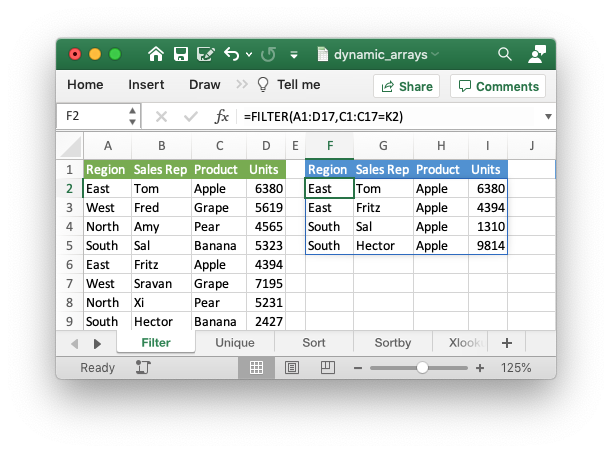 dynamic_arrays
Home Insert Draw >> Tell me Share Comments
F2 fx =FILTER(A1:D17,C1:C17=K2)
A B C D E F G H I J
1 Region Sales Rep Product Units Region Sales Rep Product Units
2 East Tom Apple 6380 East Tom Apple 6380
3 West Fred Grape 5619 East Fritz Apple 4394
4 North Amy Pear 4565 South Sal Apple 1310
5 South Sal Banana 5323 South Hector Apple 9814
6 East Fritz Apple 4394
7 West Sravan Grape 7195
8 North Xi Pear 5231
9 South Hector Banana 2427
Filter Unique Sort Sortby Xlook +
Ready - + 125%